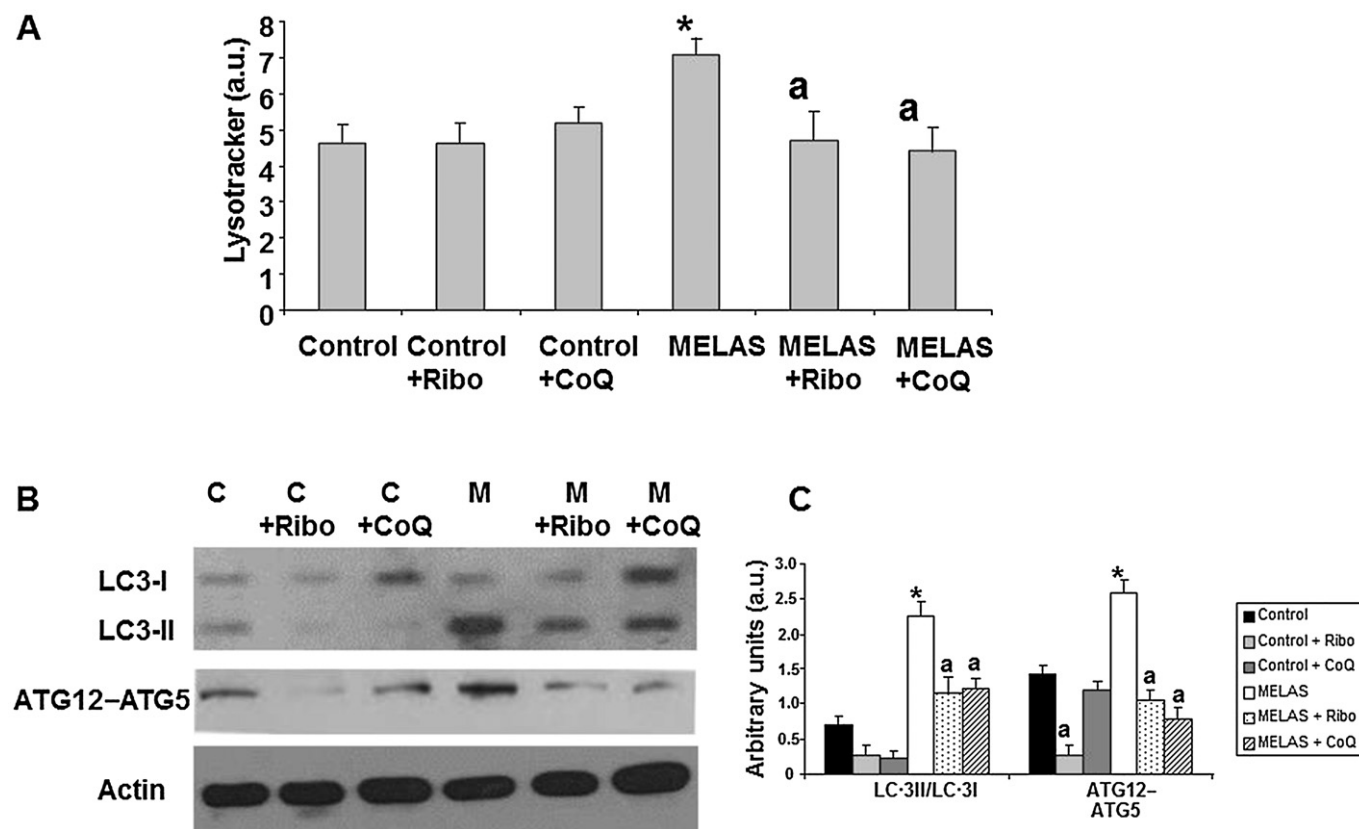 A
Lysotracker (a.u.)
8
7
6
5
4
3
2
1
0
*
a
a
Control
Control
+Ribo
Control
+CoQ
MELAS
MELAS
+Ribo
MELAS
+CoQ
B
C
C
+Ribo
C
+CoQ
M
M
+Ribo
M
+CoQ
LC3-I
LC3-II
ATG12–ATG5
Actin
C
Arbitrary units (a.u.)
3.0
2.5
2.0
1.5
1.0
0.5
0
*
a
a
a
*
a
a
LC·3II/LC·3I
ATG12–
ATG5
Control
Control + Ribo
Control + CoQ
MELAS
MELAS + Ribo
MELAS + CoQ